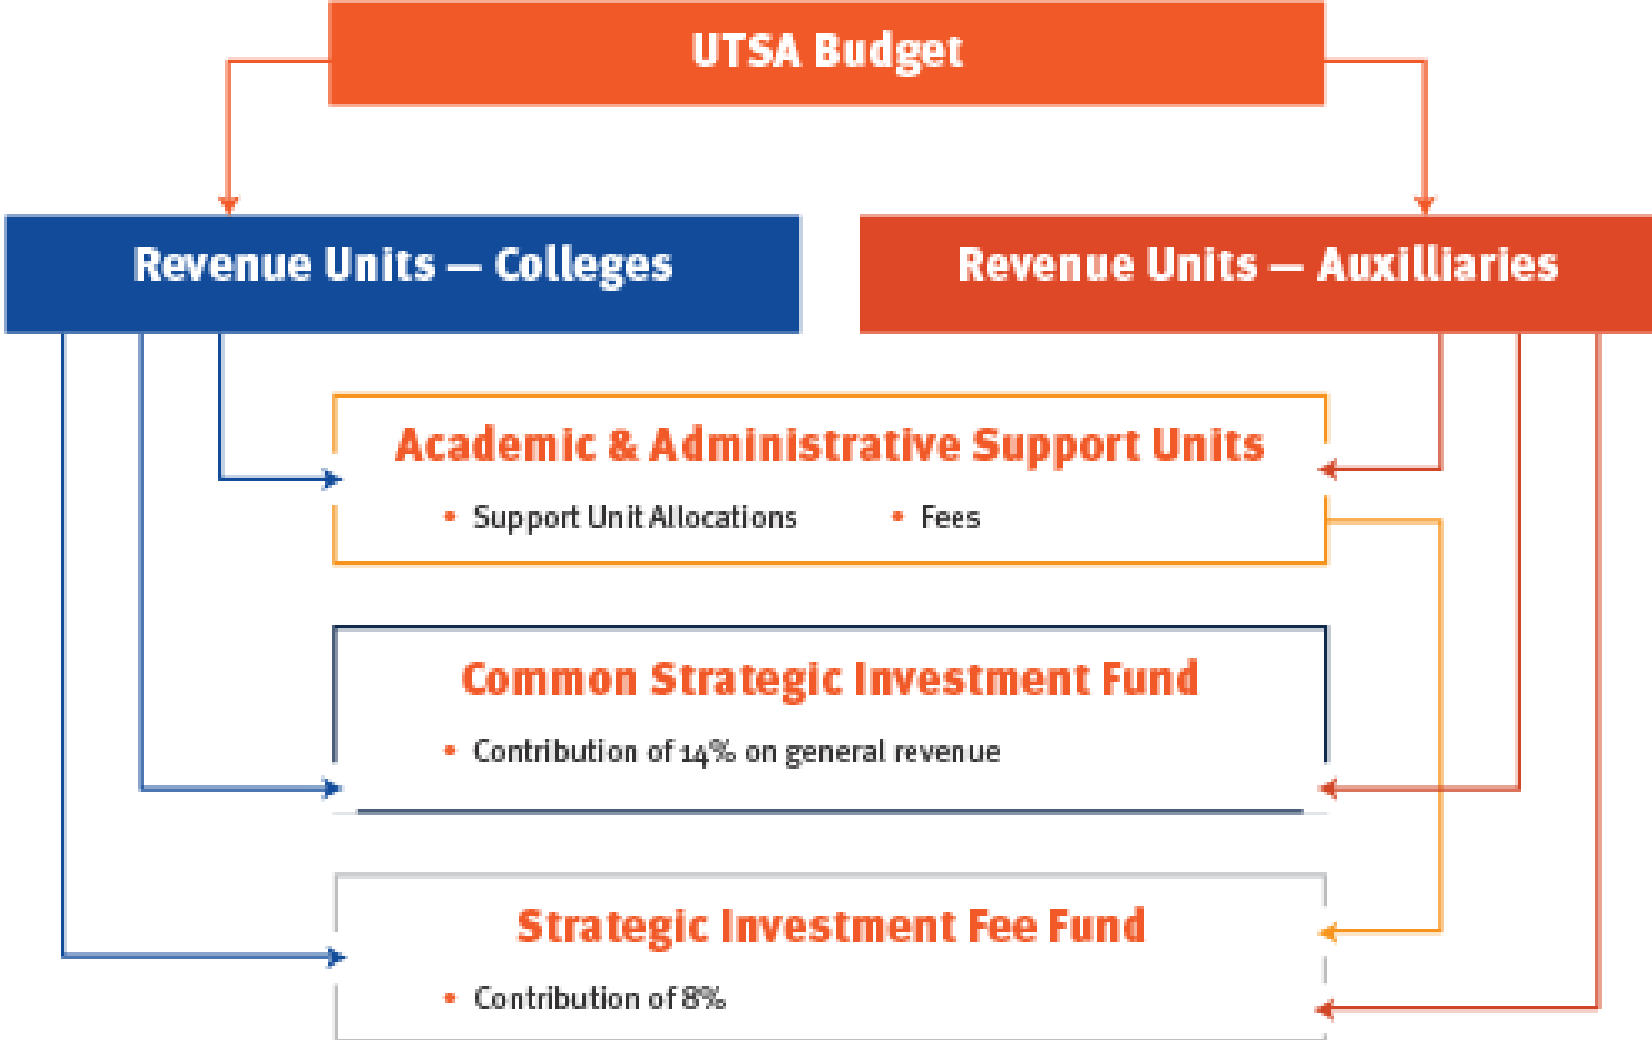 UTSA Budget
Revenue Units — Colleges
Revenue Units — Auxilliaries
Academic & Administrative Support Units
• Support Unit Allocations
• Fees
Common Strategic Investment Fund
• Contribution of 14% on general revenue
Strategic Investment Fee Fund
• Contribution of 8%